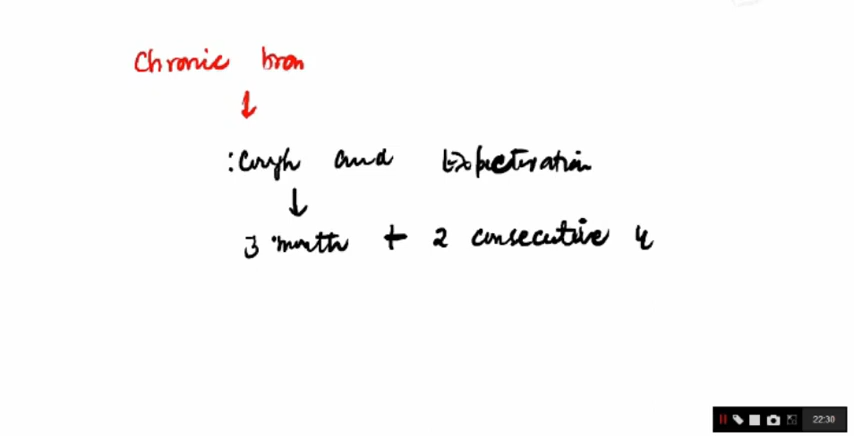 Chronic bron
↓
: Cough and Expectoration
↓
3 month + 2 consecutive y
22:30